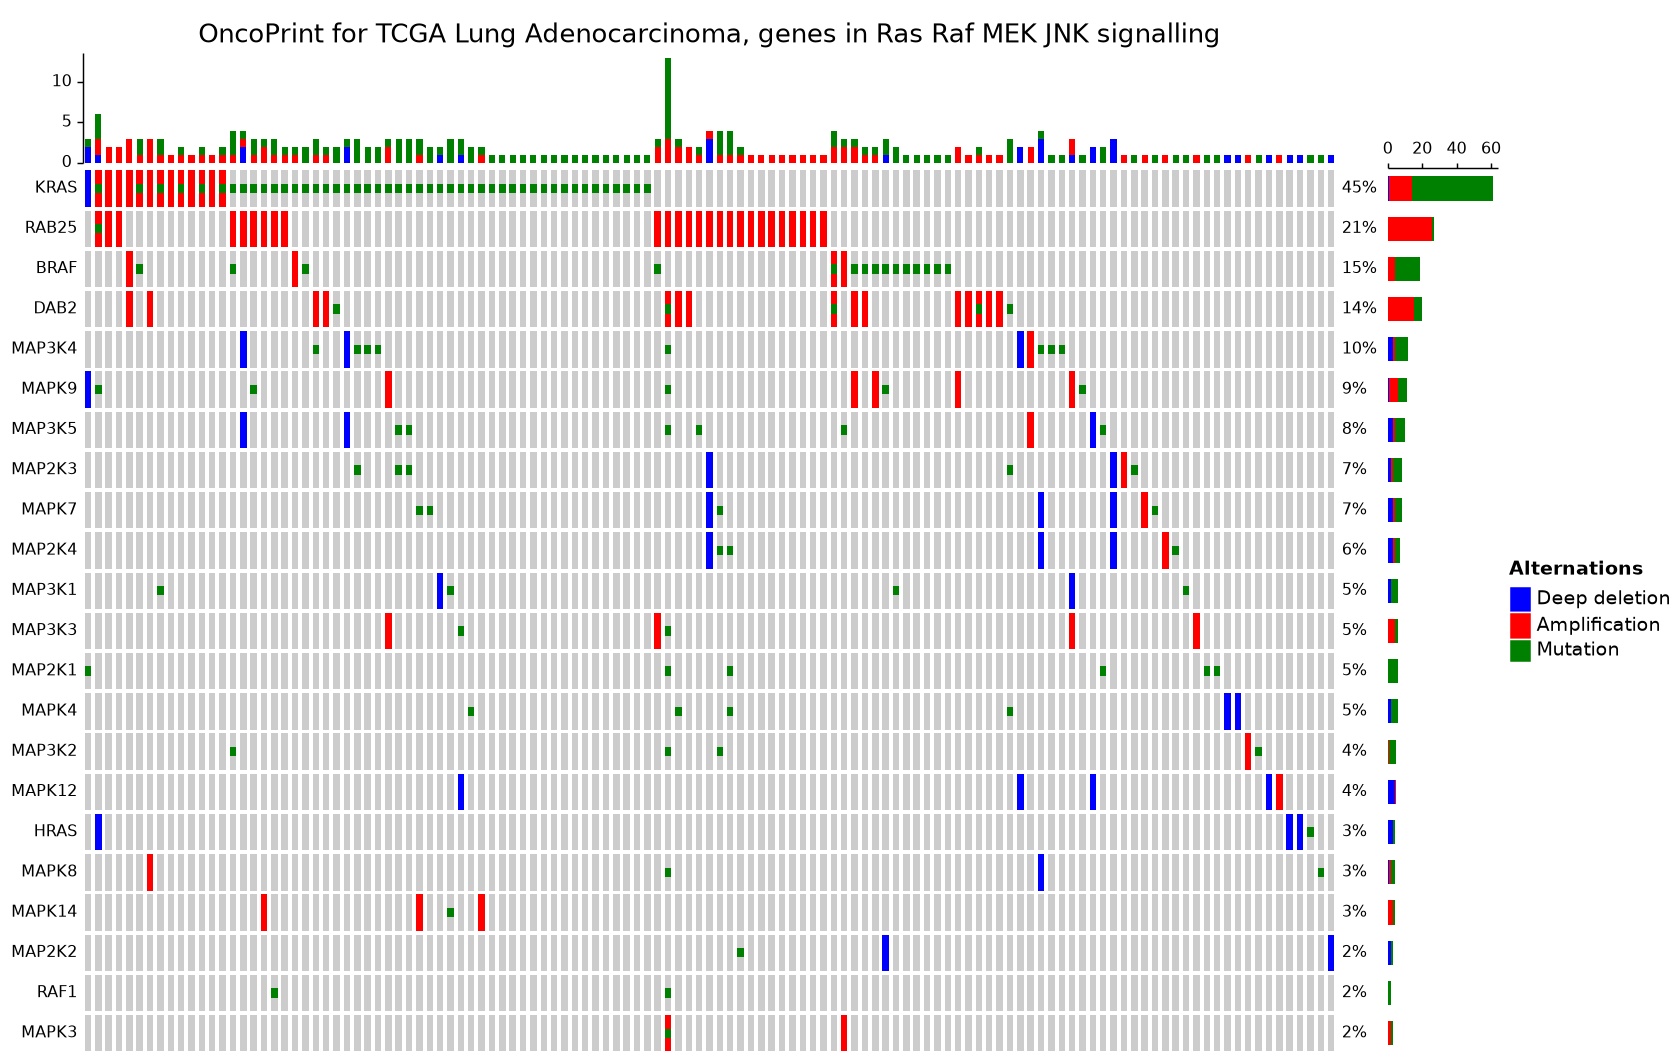 OncoPrint for TCGA Lung Adenocarcinoma, genes in Ras Raf MEK JNK signalling
10
5
0
0 20 40 60
KRAS 45%
RAB25 21%
BRAF 15%
DAB2 14%
MAP3K4 10%
MAPK9 9%
MAP3K5 8%
MAP2K3 7%
MAPK7 7%
MAP2K4 6%
MAP3K1 5%
MAP3K3 5%
MAP2K1 5%
MAPK4 5%
MAP3K2 4%
MAPK12 4%
HRAS 3%
MAPK8 3%
MAPK14 3%
MAP2K2 2%
RAF1 2%
MAPK3 2%
Alternations
Deep deletion
Amplification
Mutation